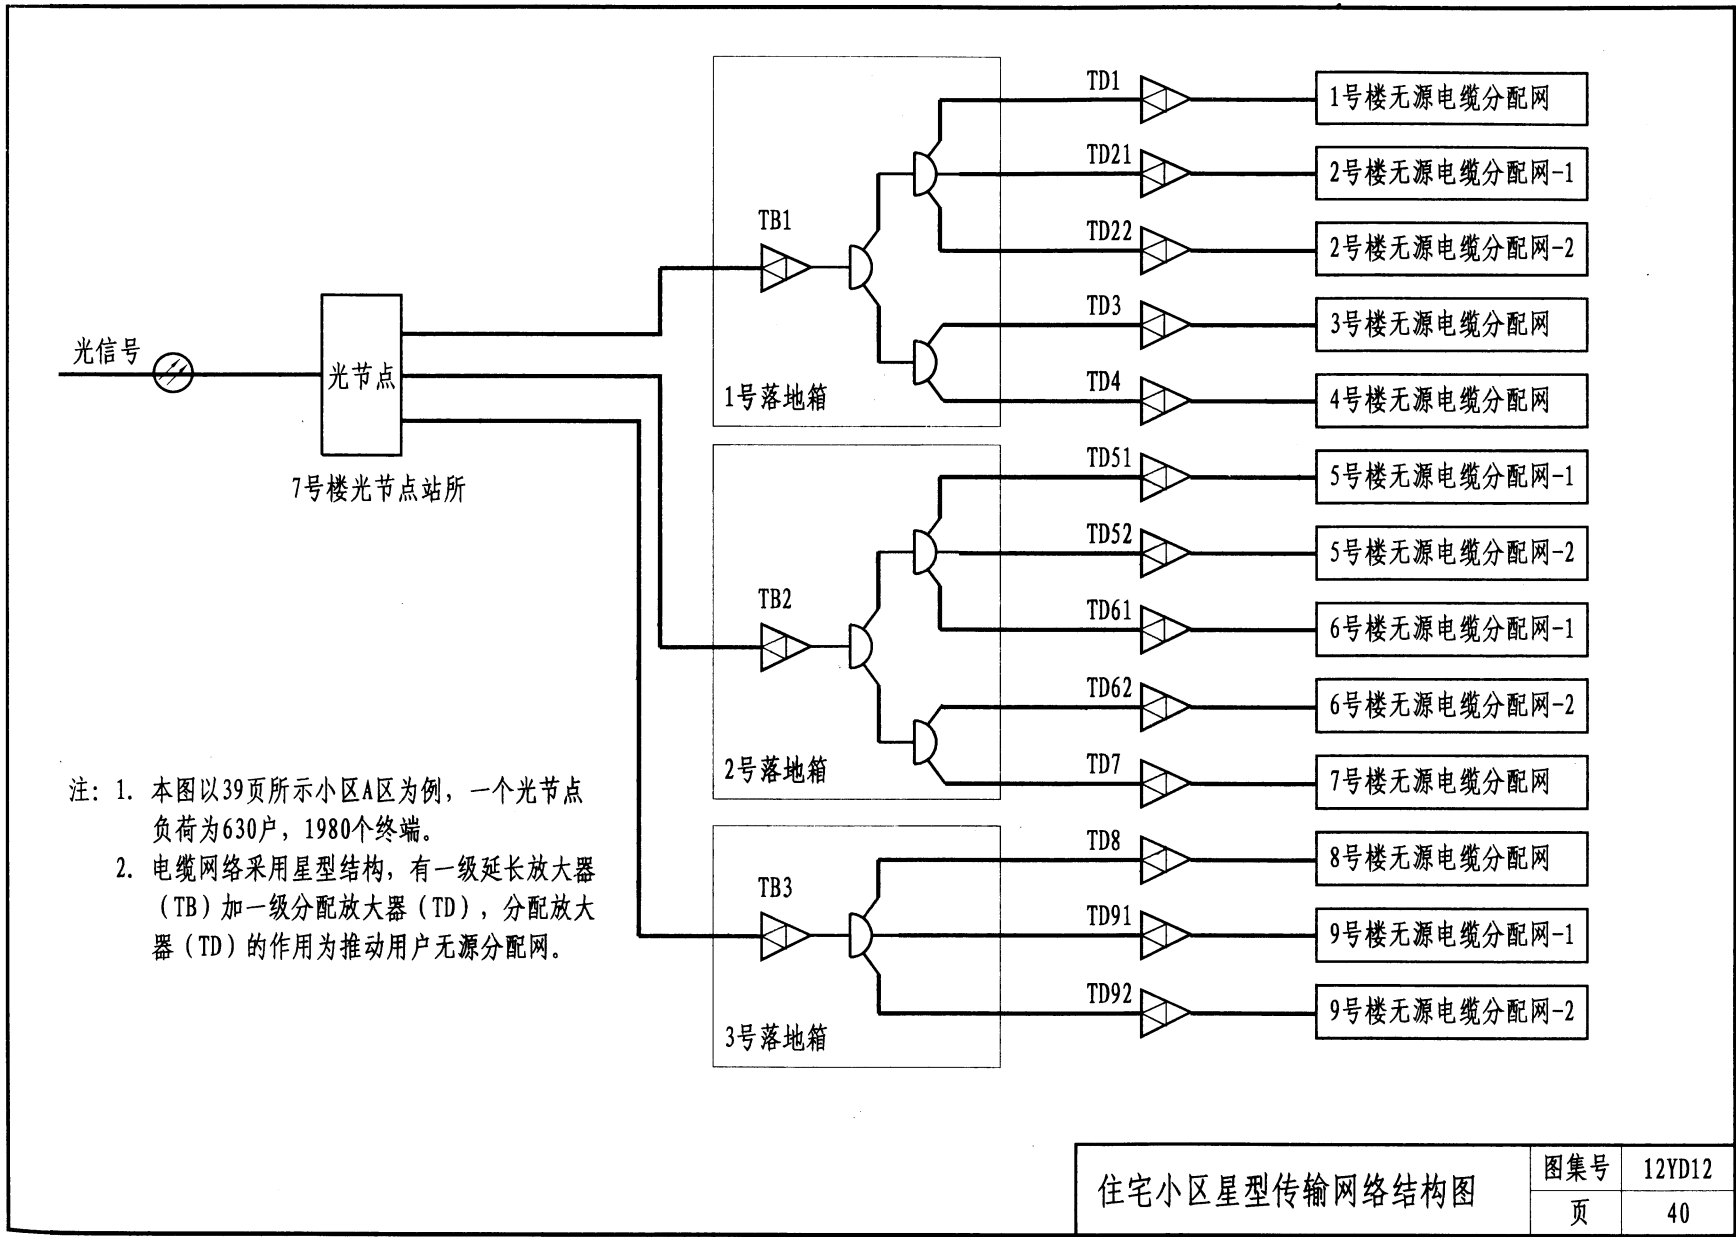 光信号
光节点
7号楼光节点站所
TB1
1号落地箱
TD1
1号楼无源电缆分配网
TD21
2号楼无源电缆分配网-1
TD22
2号楼无源电缆分配网-2
TD3
3号楼无源电缆分配网
TD4
4号楼无源电缆分配网
TB2
2号落地箱
TD51
5号楼无源电缆分配网-1
TD52
5号楼无源电缆分配网-2
TD61
6号楼无源电缆分配网-1
TD62
6号楼无源电缆分配网-2
TD7
7号楼无源电缆分配网
TB3
3号落地箱
TD8
8号楼无源电缆分配网
TD91
9号楼无源电缆分配网-1
TD92
9号楼无源电缆分配网-2
注：1. 本图以39页所示小区A区为例，一个光节点
负荷为630户，1980个终端。
2. 电缆网络采用星型结构，有一级延长放大器
（TB）加一级分配放大器（TD），分配放大
器（TD）的作用为推动用户无源分配网。
住宅小区星型传输网络结构图
图集号 12YD12
页 40